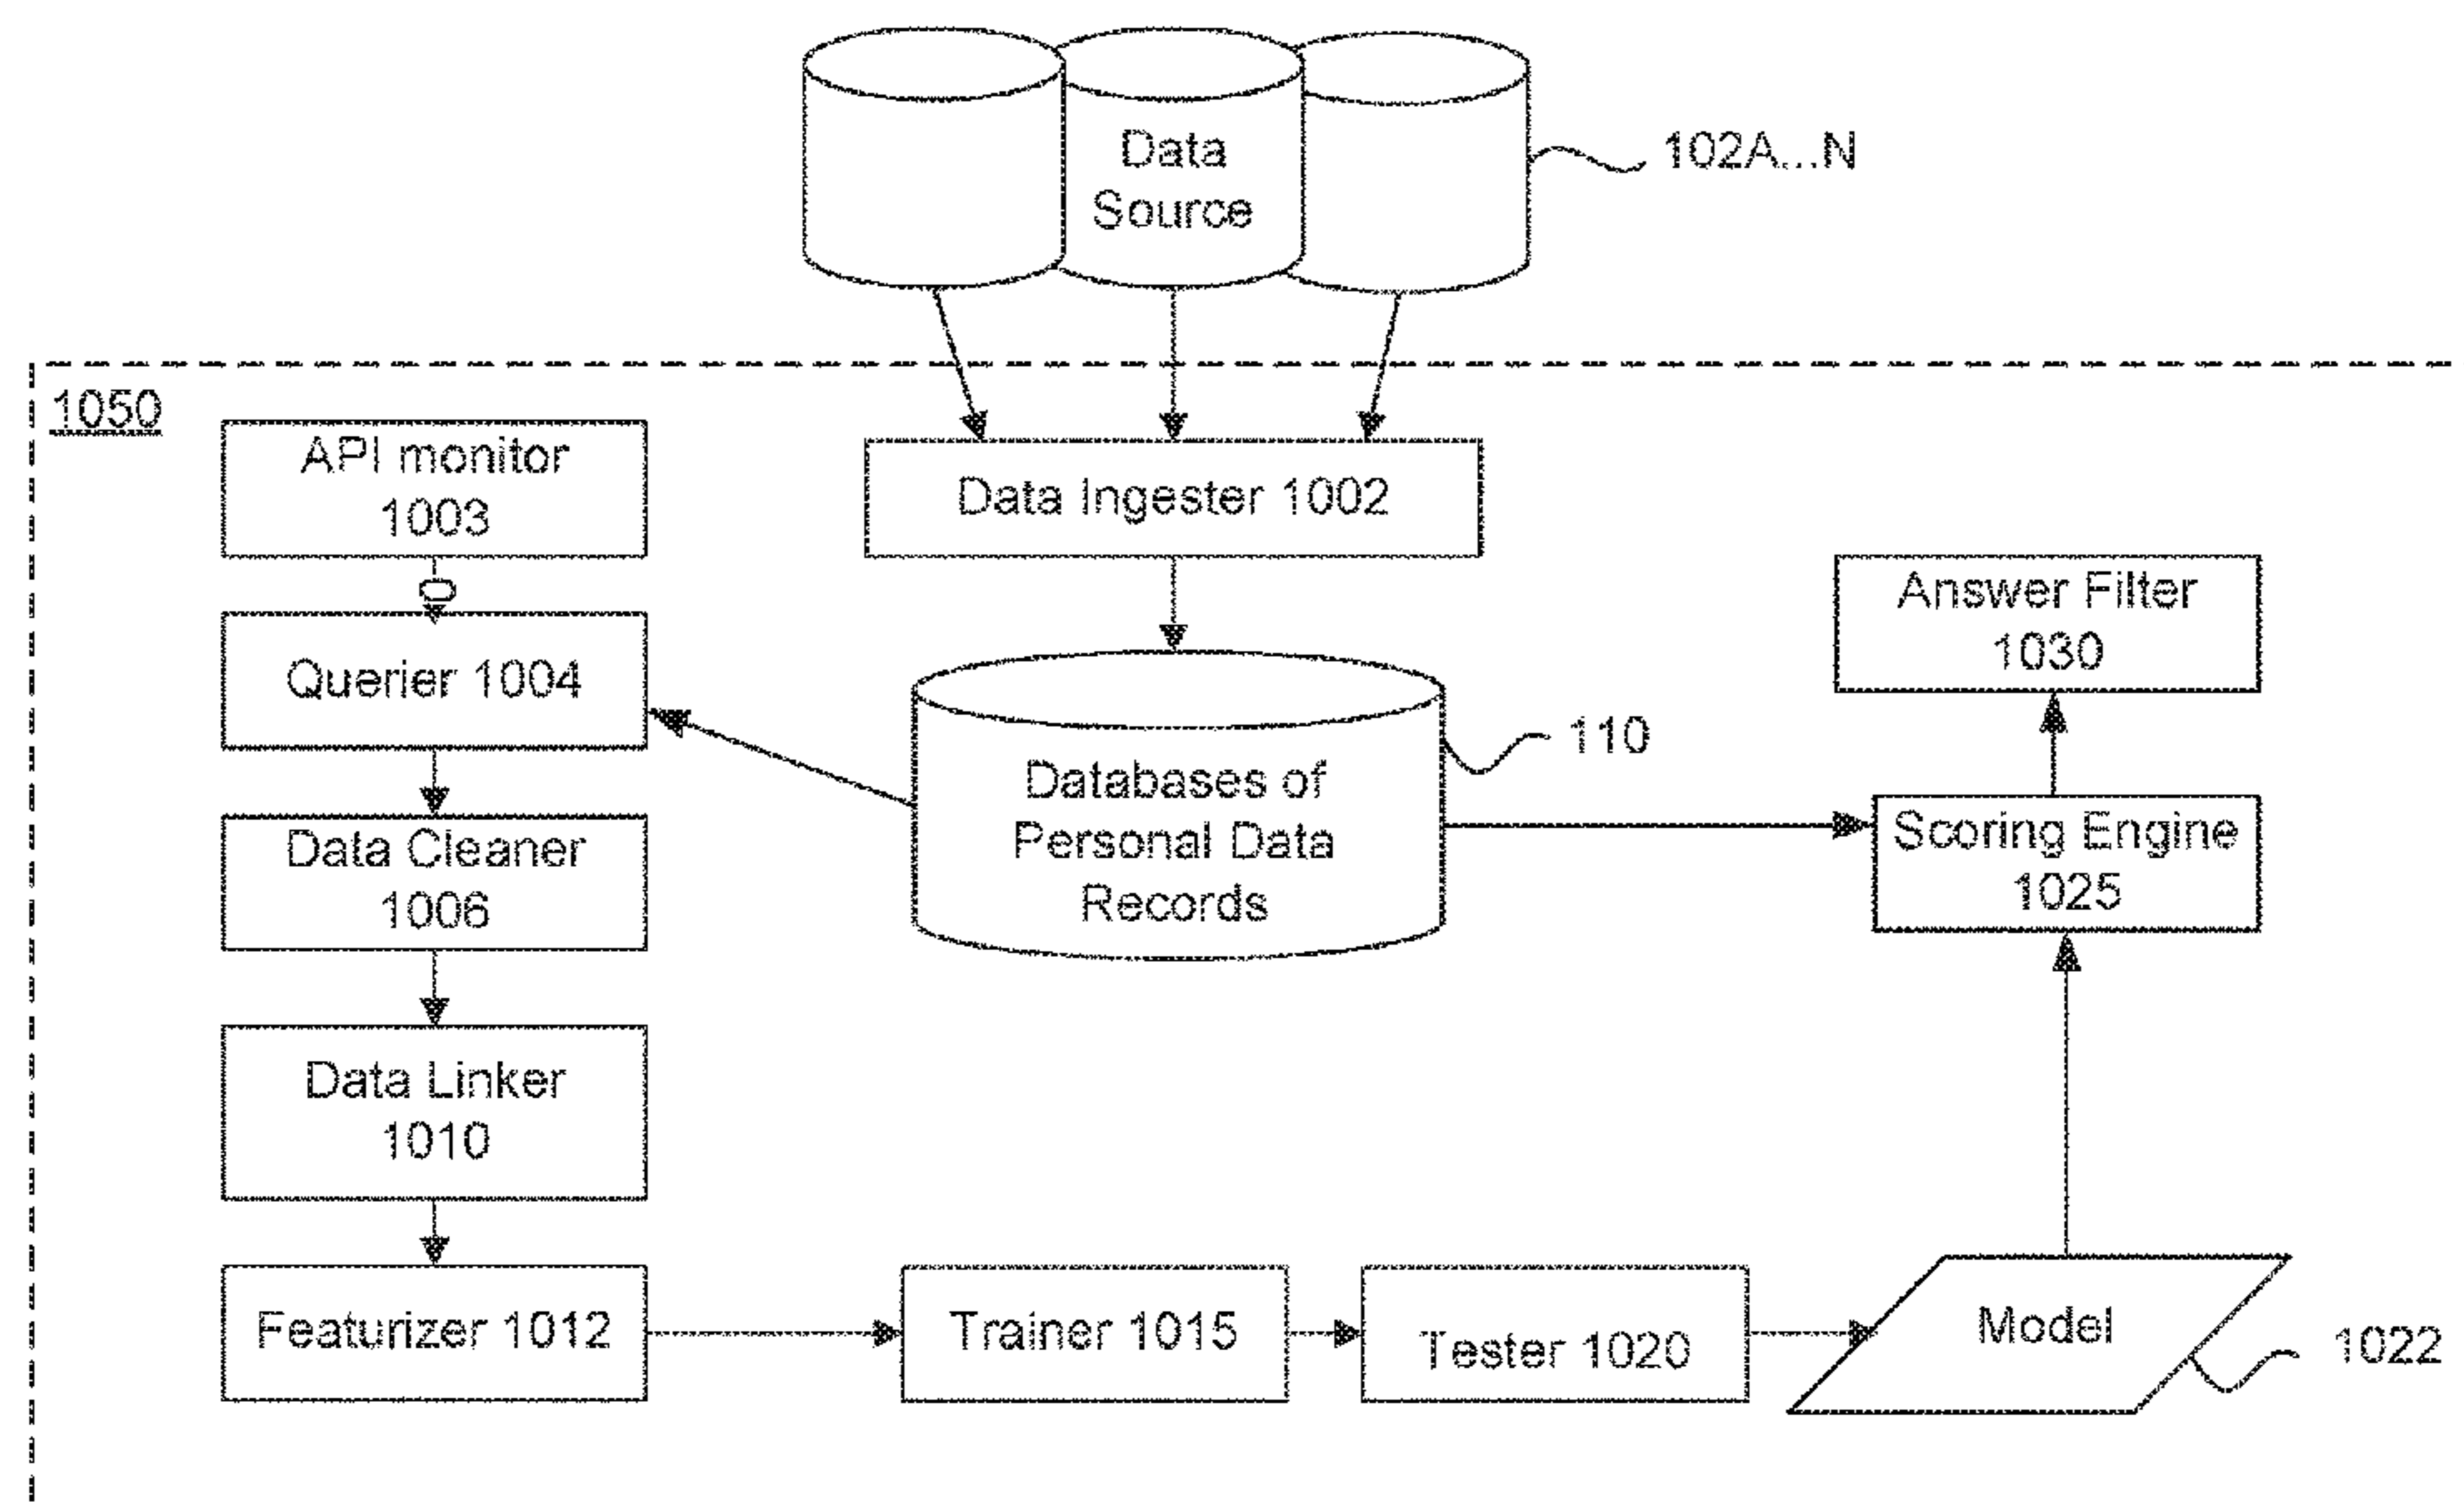 Data
Source
102A...N
1050
API monitor
1003
Data Ingester 1002
Querier 1004
Answer Filter
1030
110
Databases of
Personal Data
Records
Data Cleaner
1006
Scoring Engine
1025
Data Linker
1010
Featurizer 1012
Trainer 1015
Tester 1020
Model
1022